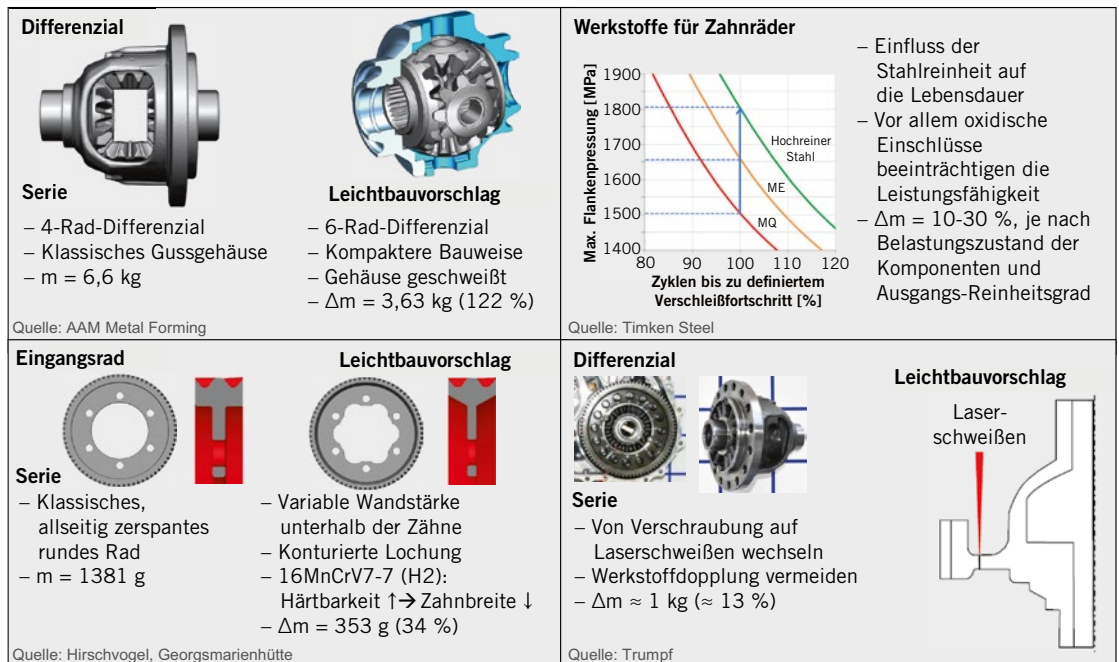 Differenzial
Serie
– 4-Rad-Differenzial
– Klassisches Gussgehäuse
– m = 6,6 kg
Leichtbauvorschlag
– 6-Rad-Differenzial
– Kompaktere Bauweise
– Gehäuse geschweißt
– Δm = 3,63 kg (122 %)
Quelle: AAM Metal Forming
Werkstoffe für Zahnräder
Max. Flankenpressung [MPa]
1900
1800
1700
1600
1500
1400
80 90 100 110 120
Hochreiner
Stahl
ME
MQ
Zyklen bis zu definiertem
Verschleißfortschritt [%]
– Einfluss der
Stahlreinheit auf
die Lebensdauer
– Vor allem oxidische
Einschlüsse
beeinträchtigen die
Leistungsfähigkeit
– Δm = 10-30 %, je nach
Belastungszustand der
Komponenten und
Ausgangs-Reinheitsgrad
Quelle: Timken Steel
Eingangsrad
Serie
– Klassisches,
allseitig zerspantes
rundes Rad
– m = 1381 g
Leichtbauvorschlag
– Variable Wandstärke
unterhalb der Zähne
– Konturierte Lochung
– 16MnCrV7-7 (H2):
Härtbarkeit ↑→ Zahnbreite ↓
– Δm = 353 g (34 %)
Quelle: Hirschvogel, Georgsmarienhütte
Differenzial
Serie
– Von Verschraubung auf
Laserschweißen wechseln
– Werkstoffdopplung vermeiden
– Δm ≈ 1 kg (≈ 13 %)
Leichtbauvorschlag
Laser-
schweißen
Quelle: Trumpf